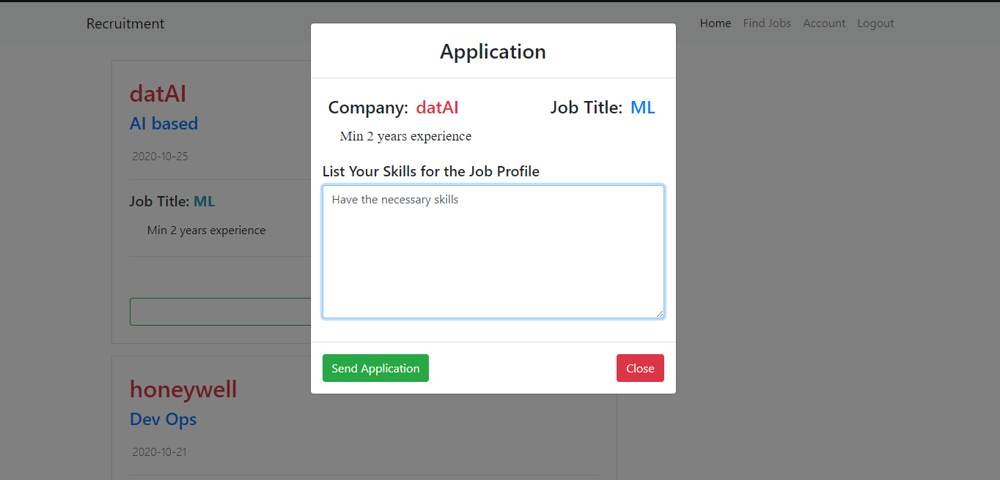 Recruitment
Home Find Jobs Account Logout
datAI
AI based
2020-10-25
Job Title: ML
Min 2 years experience
Application
Company: datAI Job Title: ML
Min 2 years experience
List Your Skills for the Job Profile
Have the necessary skills
Send Application Close
honeywell
Dev Ops
2020-10-21